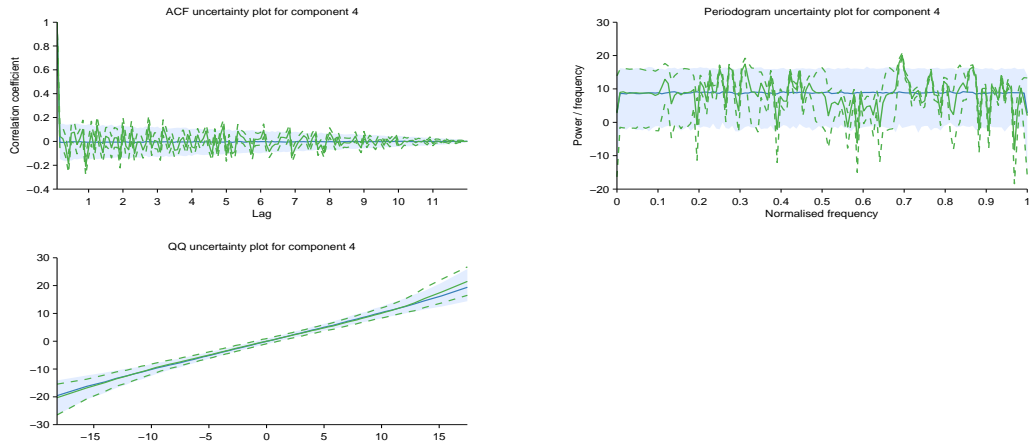 ACF uncertainty plot for component 4
Correlation coefficient
1
0.8
0.6
0.4
0.2
0
−0.2
−0.4
1 2 3 4 5 6 7 8 9 10 11
Lag
Periodogram uncertainty plot for component 4
Power / frequency
30
20
10
0
−10
−20
0 0.1 0.2 0.3 0.4 0.5 0.6 0.7 0.8 0.9 1
Normalised frequency
QQ uncertainty plot for component 4
30
20
10
0
−10
−20
−30
−15 −10 −5 0 5 10 15